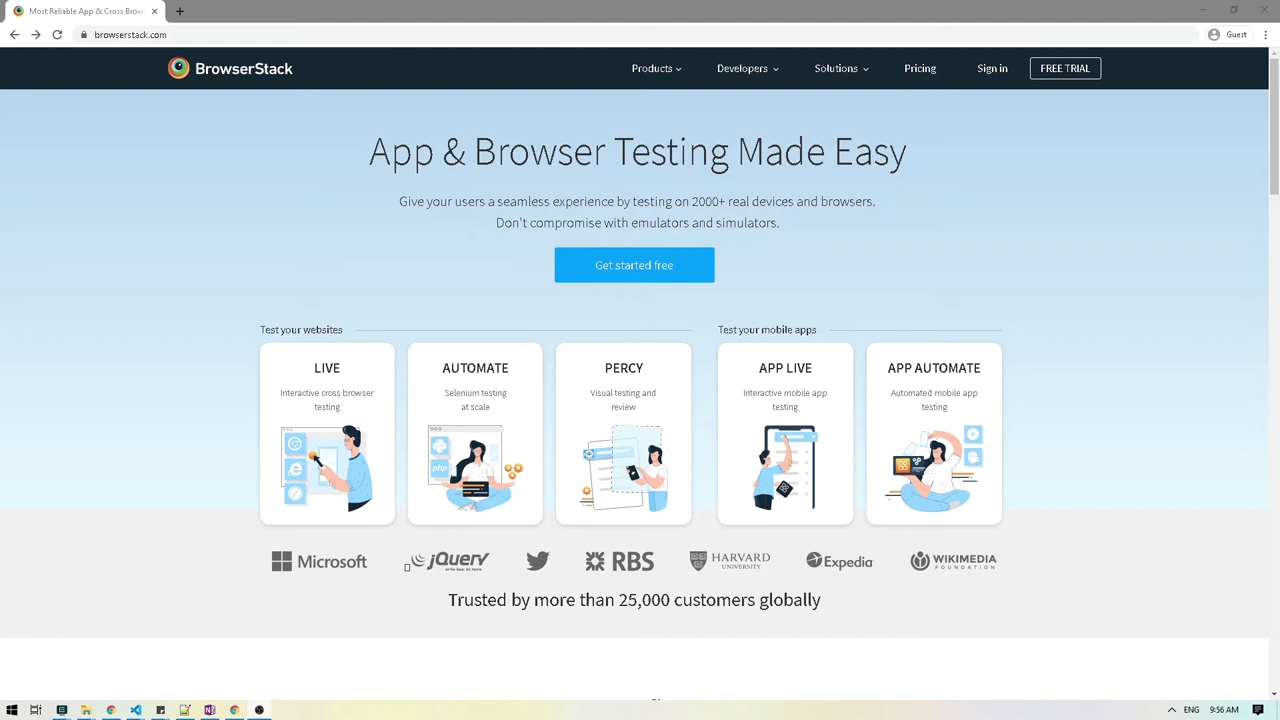 Most Reliable App & Cross Brow
browserstack.com
Guest
BrowserStack
Products
Developers
Solutions
Pricing
Sign in
FREE TRIAL
App & Browser Testing Made Easy
Give your users a seamless experience by testing on 2000+ real devices and browsers.
Don't compromise with emulators and simulators.
Get started free
Test your websites
Test your mobile apps
LIVE
Interactive cross browser
testing
AUTOMATE
Selenium testing
at scale
php
PERCY
Visual testing and
review
APP LIVE
Interactive mobile app
testing
APP AUTOMATE
Automated mobile app
testing
Microsoft
jQuery
write less, do more.
RBS
HARVARD
UNIVERSITY
Expedia
WIKIMEDIA
FOUNDATION
Trusted by more than 25,000 customers globally
ENG
9:56 AM